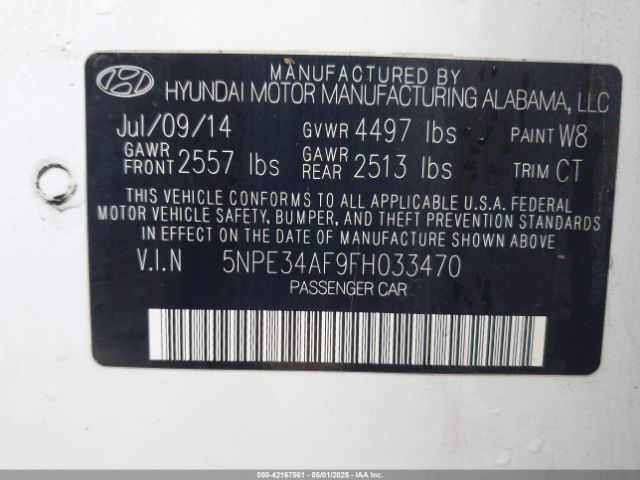 MANUFACTURED BY
HYUNDAI MOTOR MANUFACTURING ALABAMA, LLC
Jul/09/14 GVWR 4497 lbs PAINT W8
GAWR FRONT 2557 lbs GAWR REAR 2513 lbs TRIM CT
THIS VEHICLE CONFORMS TO ALL APPLICABLE U.S.A. FEDERAL
MOTOR VEHICLE SAFETY, BUMPER, AND THEFT PREVENTION STANDARDS
IN EFFECT ON THE DATE OF MANUFACTURE SHOWN ABOVE
V.I.N 5NPE34AF9FH033470
PASSENGER CAR
000-42167561 - 05/01/2025 - IAAI.COM